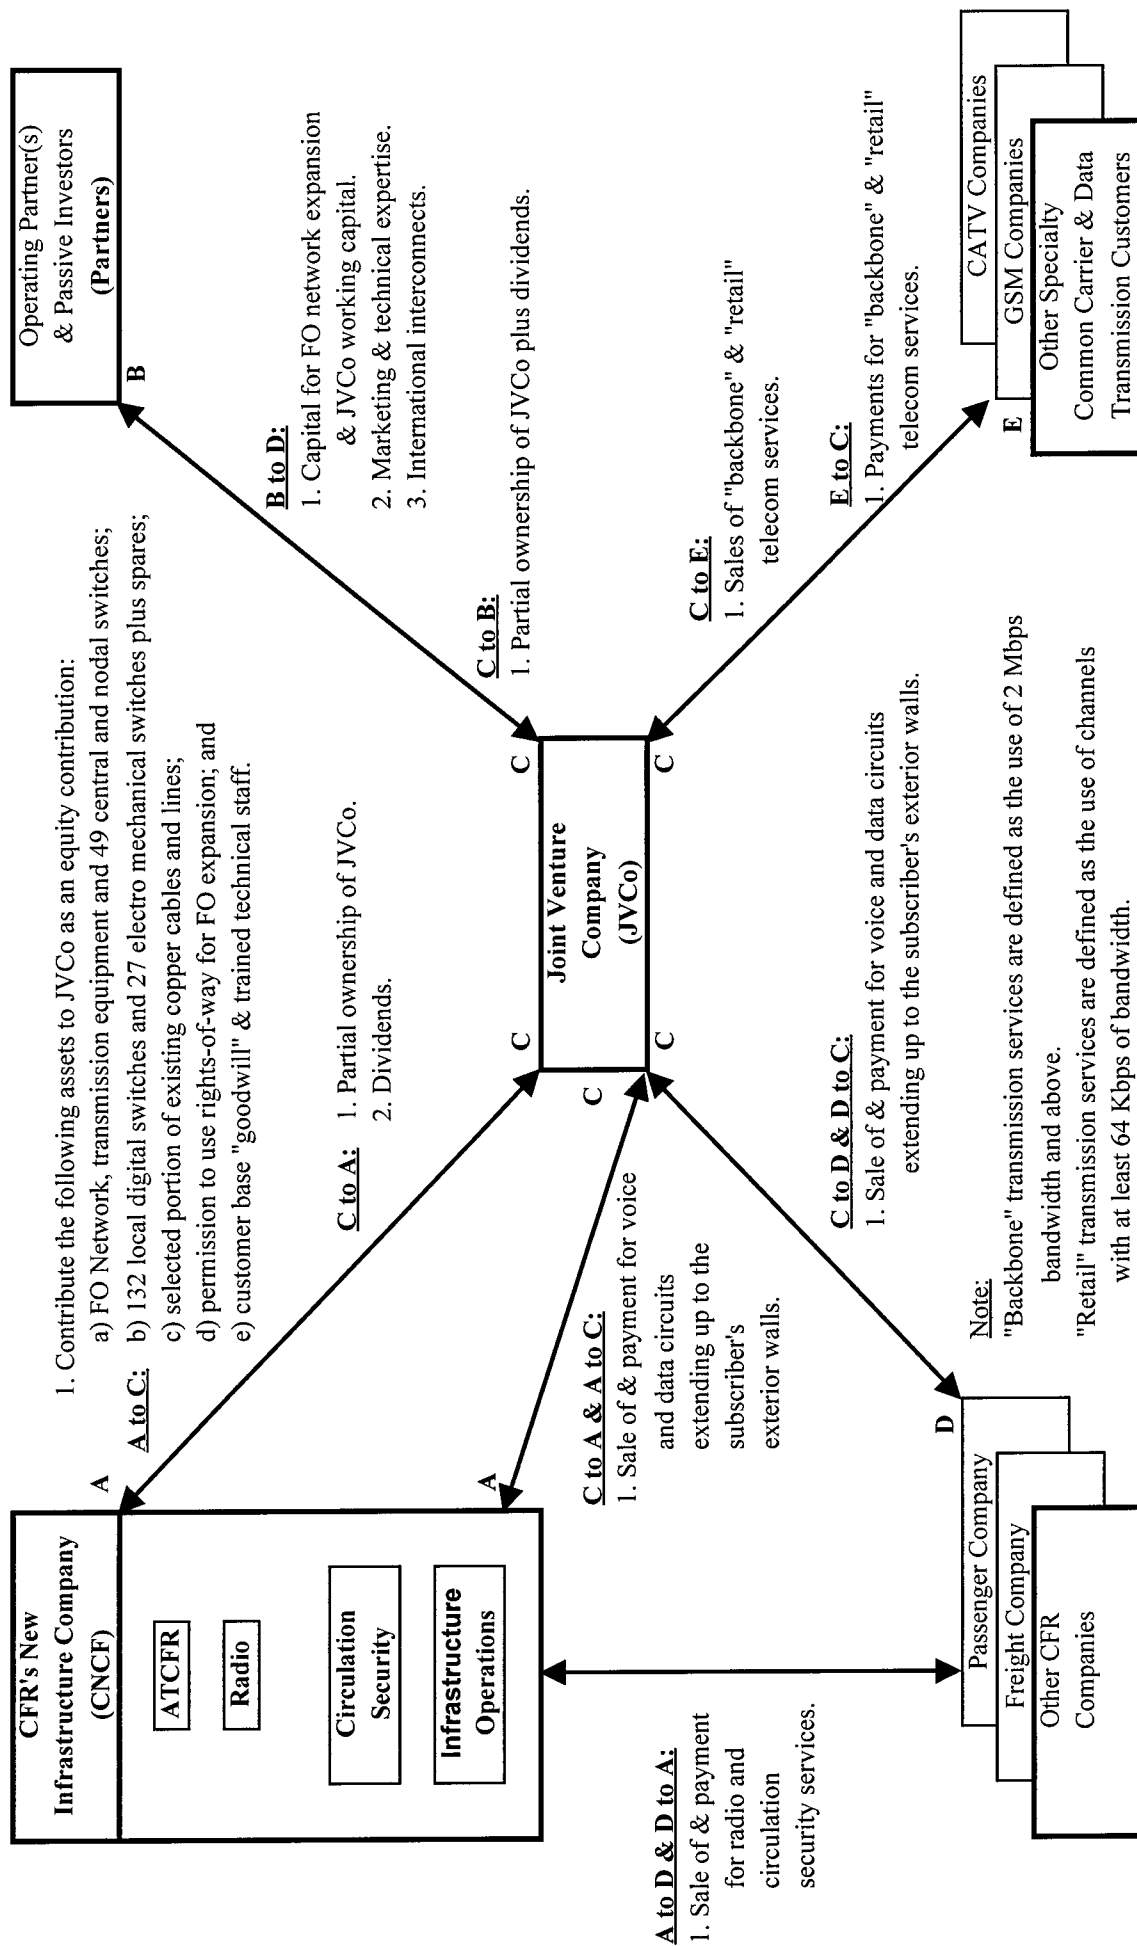 CFR's New
Infrastructure Company
(CNCF)
ATCFR
Radio
Circulation
Security
Infrastructure
Operations
A
A
A to C:
1. Contribute the following assets to JVCo as an equity contribution:
a) FO Network, transmission equipment and 49 central and nodal switches;
b) 132 local digital switches and 27 electro mechanical switches plus spares;
c) selected portion of existing copper cables and lines;
d) permission to use rights-of-way for FO expansion; and
e) customer base "goodwill" & trained technical staff.
Operating Partner(s)
& Passive Investors
(Partners)
B
C to A:
1. Partial ownership of JVCo.
2. Dividends.
B to D:
1. Capital for FO network expansion
& JVCo working capital.
2. Marketing & technical expertise.
3. International interconnects.
C to B:
1. Partial ownership of JVCo plus dividends.
C
C
C
C
C
Joint Venture
Company
(JVCo)
C to A & A to C:
1. Sale of & payment for voice
and data circuits
extending up to the
subscriber's
exterior walls.
A to D & D to A:
1. Sale of & payment
for radio and
circulation
security services.
C to E:
1. Sales of "backbone" & "retail"
telecom services.
C to D & D to C:
1. Sale of & payment for voice and data circuits
extending up to the subscriber's exterior walls.
E to C:
1. Payments for "backbone" & "retail"
telecom services.
D
Passenger Company
Freight Company
Other CFR
Companies
Note:
"Backbone" transmission services are defined as the use of 2 Mbps
bandwidth and above.
"Retail" transmission services are defined as the use of channels
with at least 64 Kbps of bandwidth.
E
CATV Companies
GSM Companies
Other Specialty
Common Carrier & Data
Transmission Customers